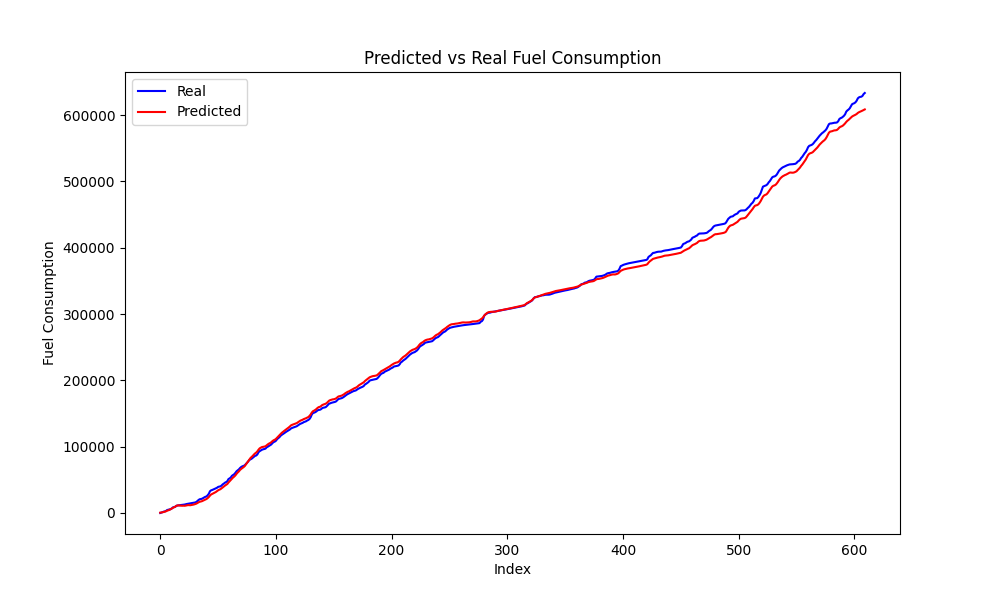 Predicted vs Real Fuel Consumption
Real
Predicted
Fuel Consumption
600000
500000
400000
300000
200000
100000
0
0 100 200 300 400 500 600
Index